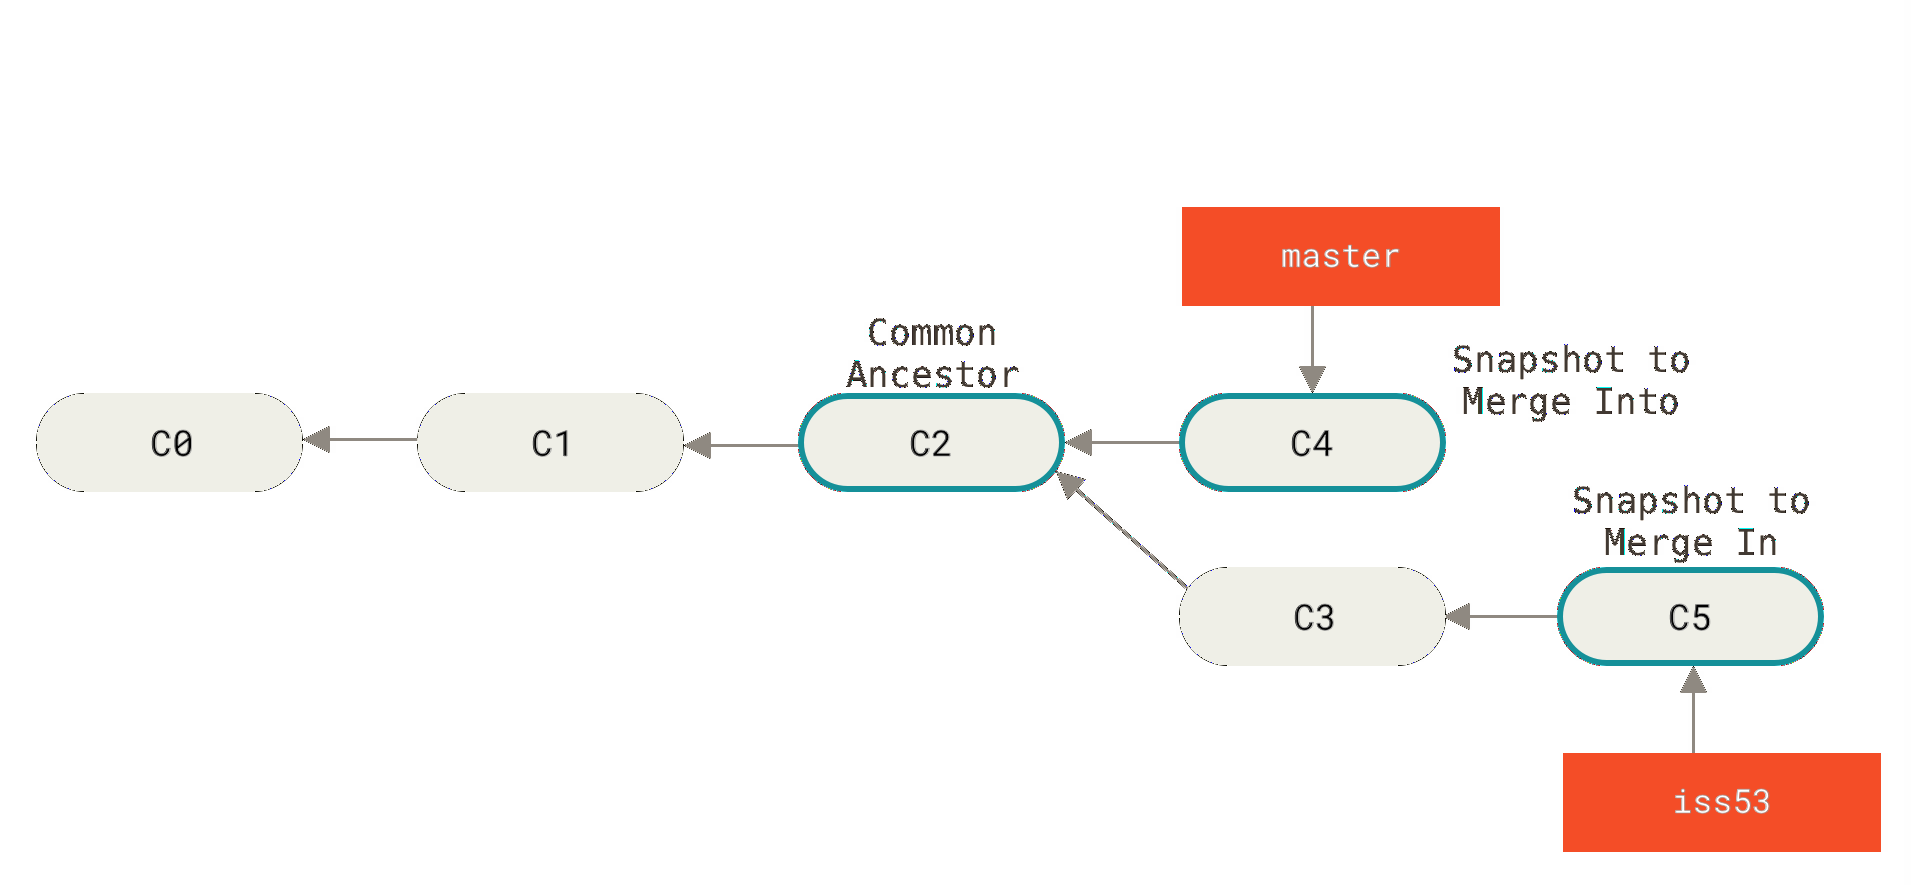 master
Common
Ancestor
Snapshot to
Merge Into
C0
C1
C2
C4
Snapshot to
Merge In
C3
C5
iss53